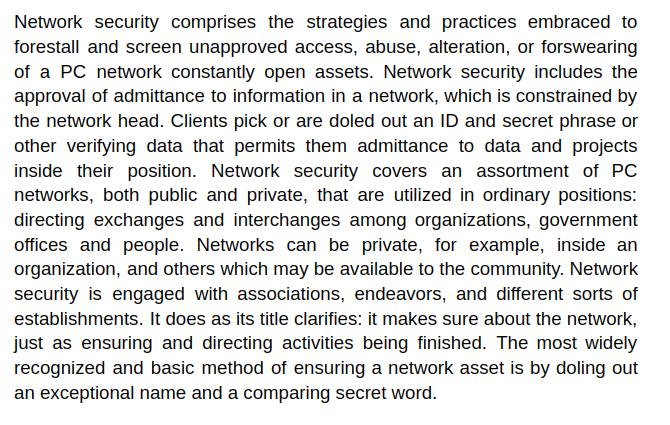 Network security comprises the strategies and practices embraced to
forestall and screen unapproved access, abuse, alteration, or forswearing
of a PC network constantly open assets. Network security includes the
approval of admittance to information in a network, which is constrained by
the network head. Clients pick or are doled out an ID and secret phrase or
other verifying data that permits them admittance to data and projects
inside their position. Network security covers an assortment of PC
networks, both public and private, that are utilized in ordinary positions:
directing exchanges and interchanges among organizations, government
offices and people. Networks can be private, for example, inside an
organization, and others which may be available to the community. Network
security is engaged with associations, endeavors, and different sorts of
establishments. It does as its title clarifies: it makes sure about the network,
just as ensuring and directing activities being finished. The most widely
recognized and basic method of ensuring a network asset is by doling out
an exceptional name and a comparing secret word.